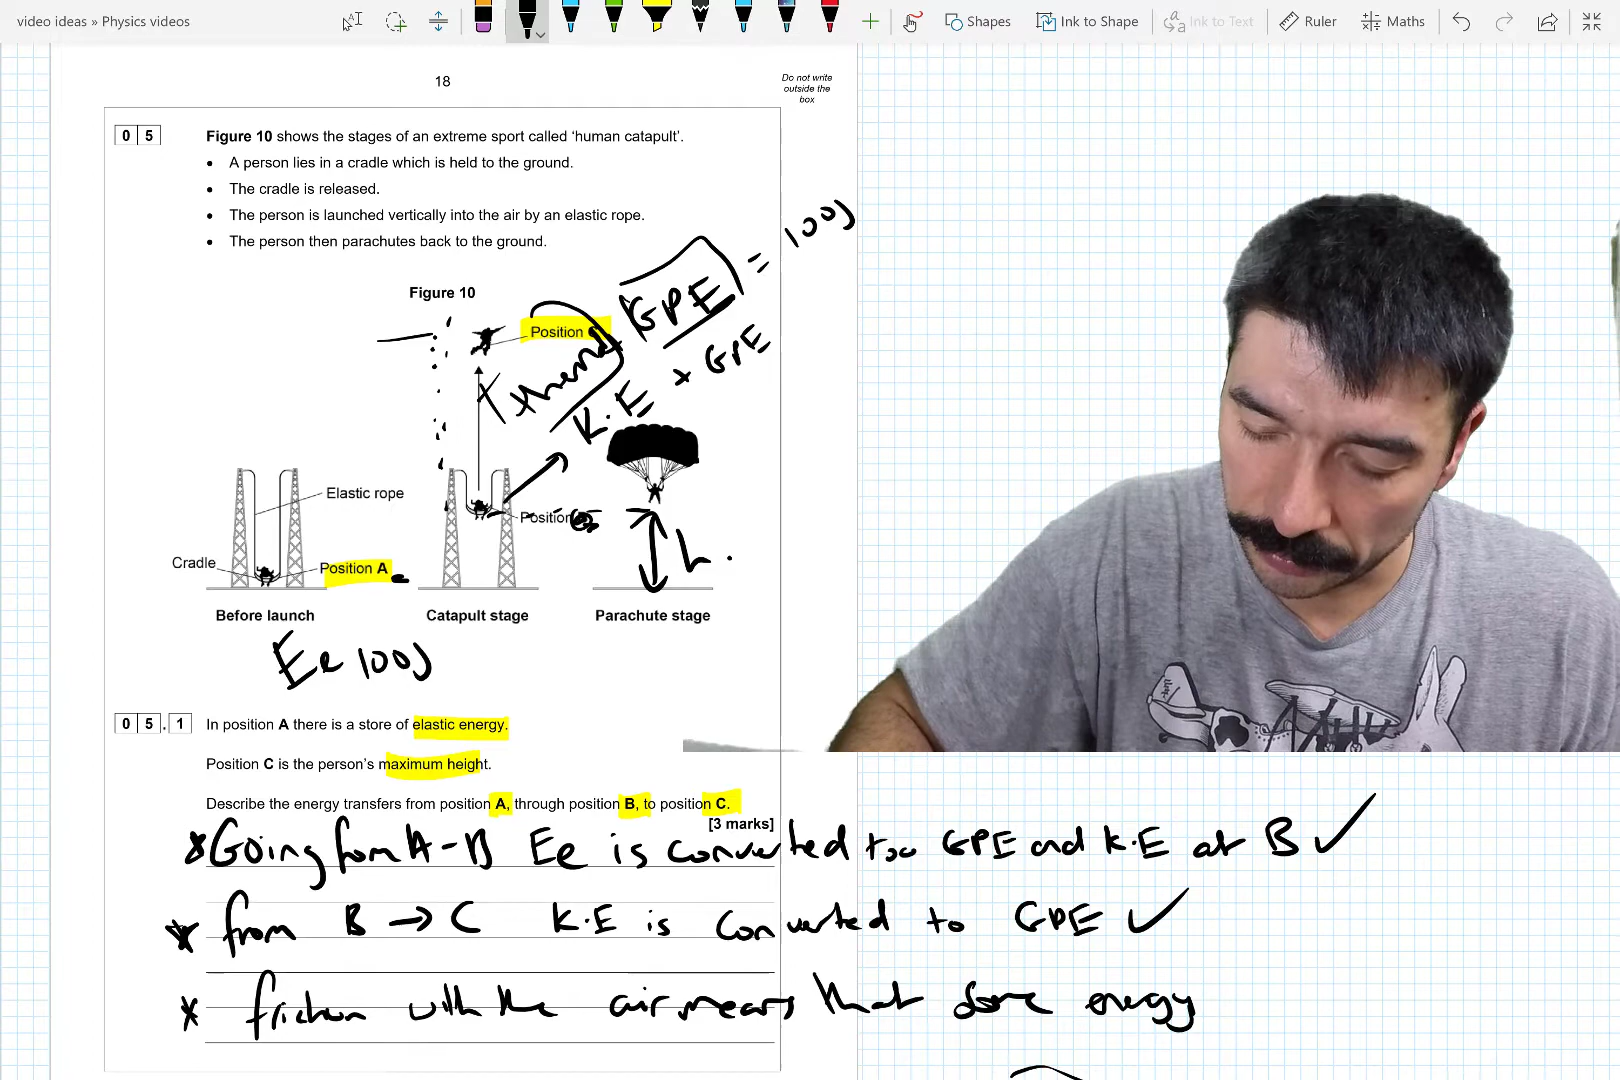 video ideas » Physics videos
Shapes
Ink to Shape
Ink to Text
Ruler
Maths
18
Do not write
outside the
box
0 5
Figure 10 shows the stages of an extreme sport called ‘human catapult’.
• A person lies in a cradle which is held to the ground.
• The cradle is released.
• The person is launched vertically into the air by an elastic rope.
• The person then parachutes back to the ground.
Figure 10
GPE = 100J
Position
K.E + GPE
Elastic rope
Position
Cradle
Position A
h.
Before launch
Catapult stage
Parachute stage
Ee 100J
0 5 . 1
In position A there is a store of elastic energy.
Position C is the person’s maximum height.
Describe the energy transfers from position A, through position B, to position C.
[3 marks]
* Going from A-B Ee is converted too GPE and K.E at B ✓
* from B → C K.E is converted to GPE ✓
* friction with the air means that some energy